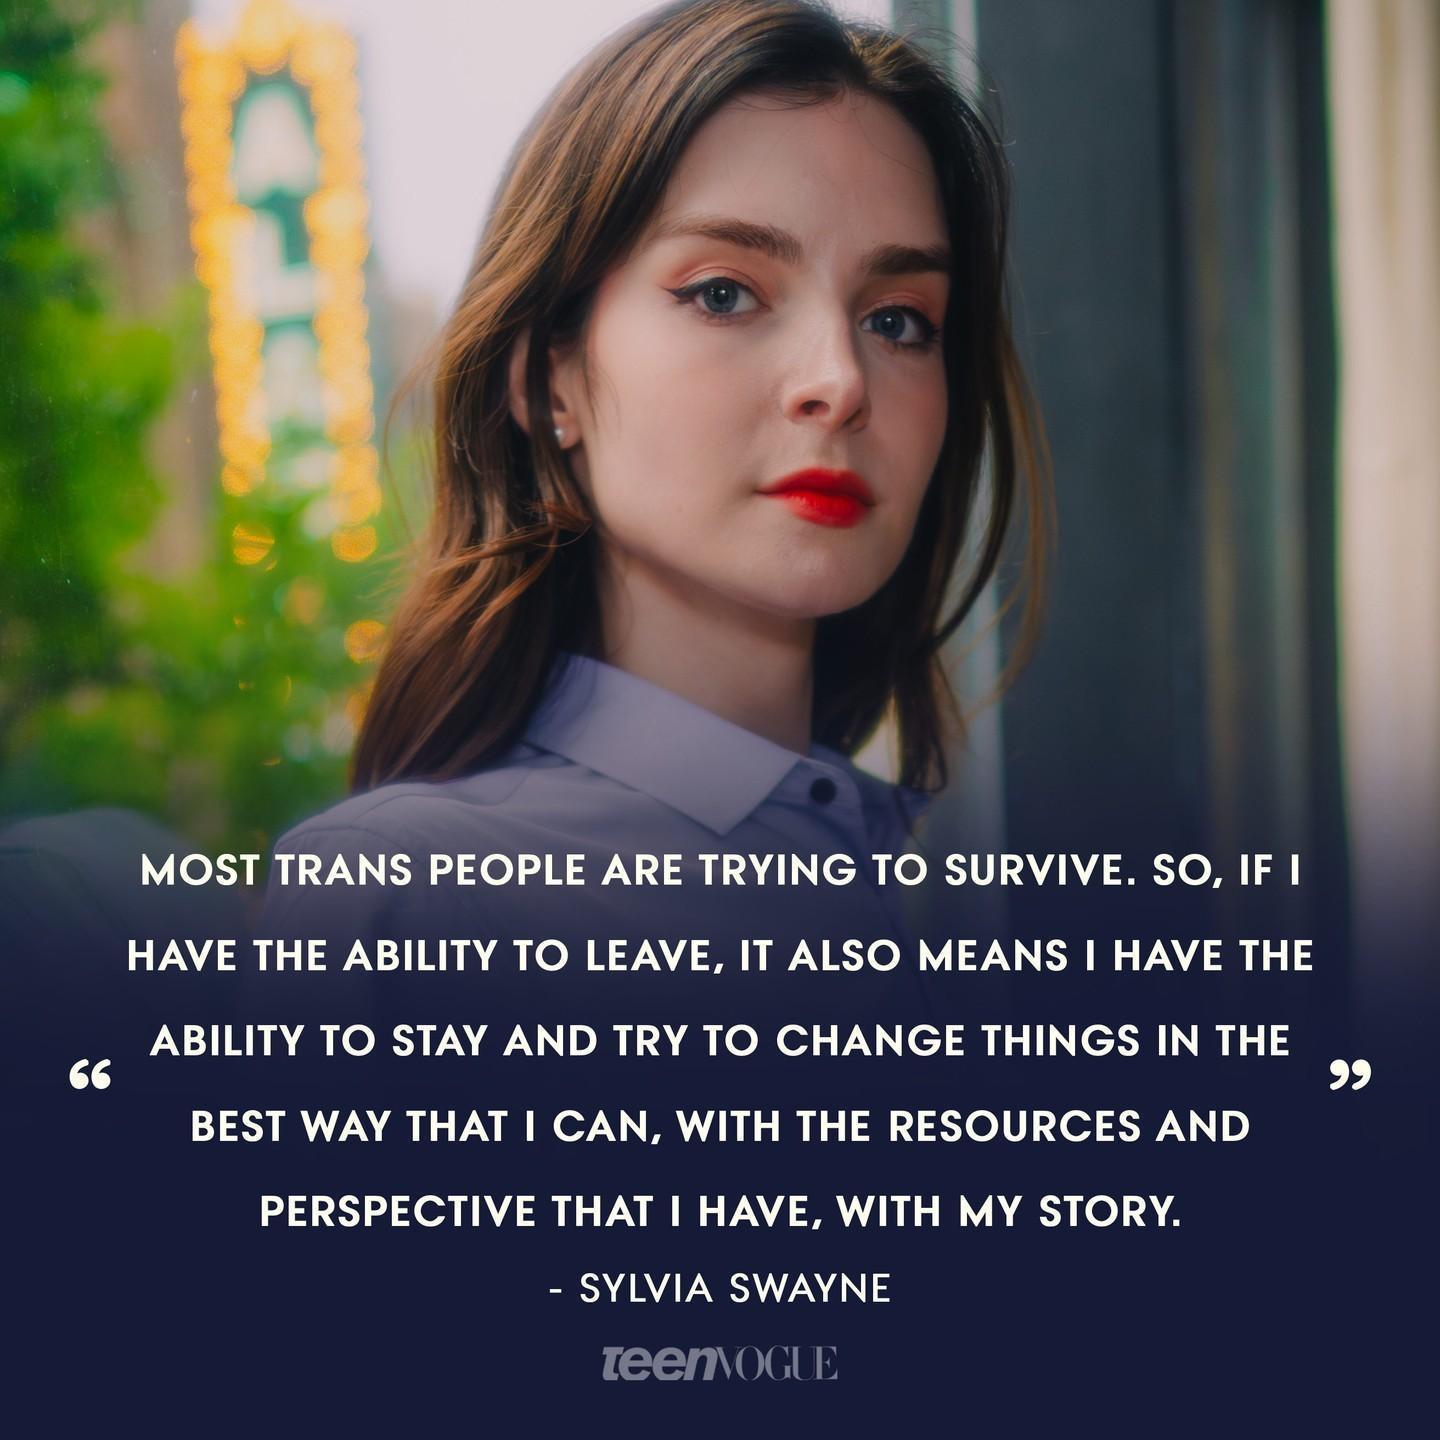 MOST TRANS PEOPLE ARE TRYING TO SURVIVE. SO, IF I
HAVE THE ABILITY TO LEAVE, IT ALSO MEANS I HAVE THE
ABILITY TO STAY AND TRY TO CHANGE THINGS IN THE
“ BEST WAY THAT I CAN, WITH THE RESOURCES AND ”
PERSPECTIVE THAT I HAVE, WITH MY STORY.
- SYLVIA SWAYNE
teenVOGUE